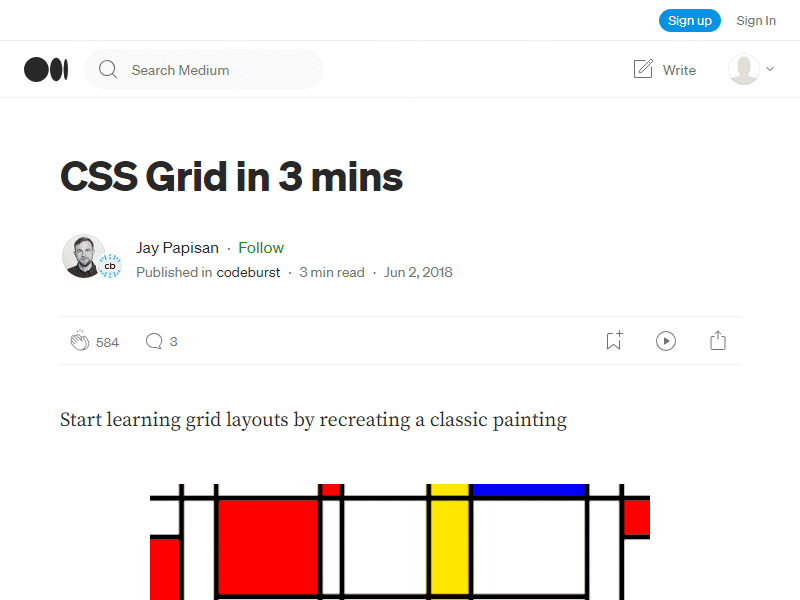 Sign up
Sign In
Search Medium
Write
CSS Grid in 3 mins
Jay Papisan · Follow
cb
Published in codeburst · 3 min read · Jun 2, 2018
584
3
Start learning grid layouts by recreating a classic painting